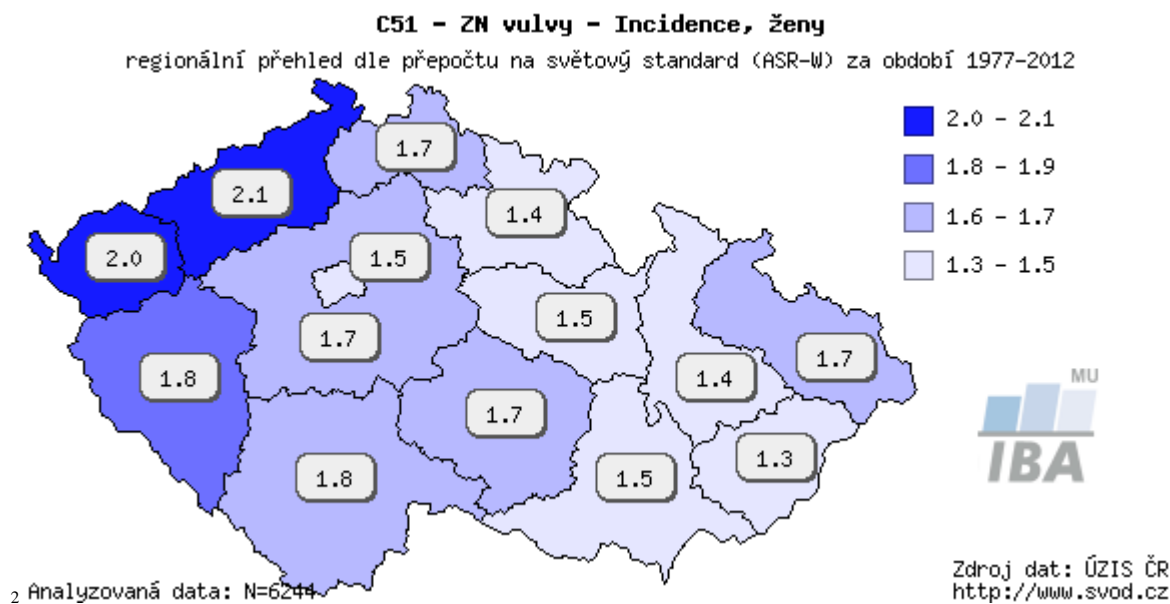 C51 - ZN vulvy - Incidence, ženy
regionální přehled dle přepočtu na světový standard (ASR-W) za období 1977-2012
2.0 - 2.1
1.8 - 1.9
1.6 - 1.7
1.3 - 1.5
1.7
2.1
1.4
2.0
1.5
1.5
1.7
1.7
1.8
1.4
1.7
1.3
1.8
1.5
MU
IBA
2 Analyzovaná data: N=6244
Zdroj dat: ÚZIS ČR
http://www.svod.cz